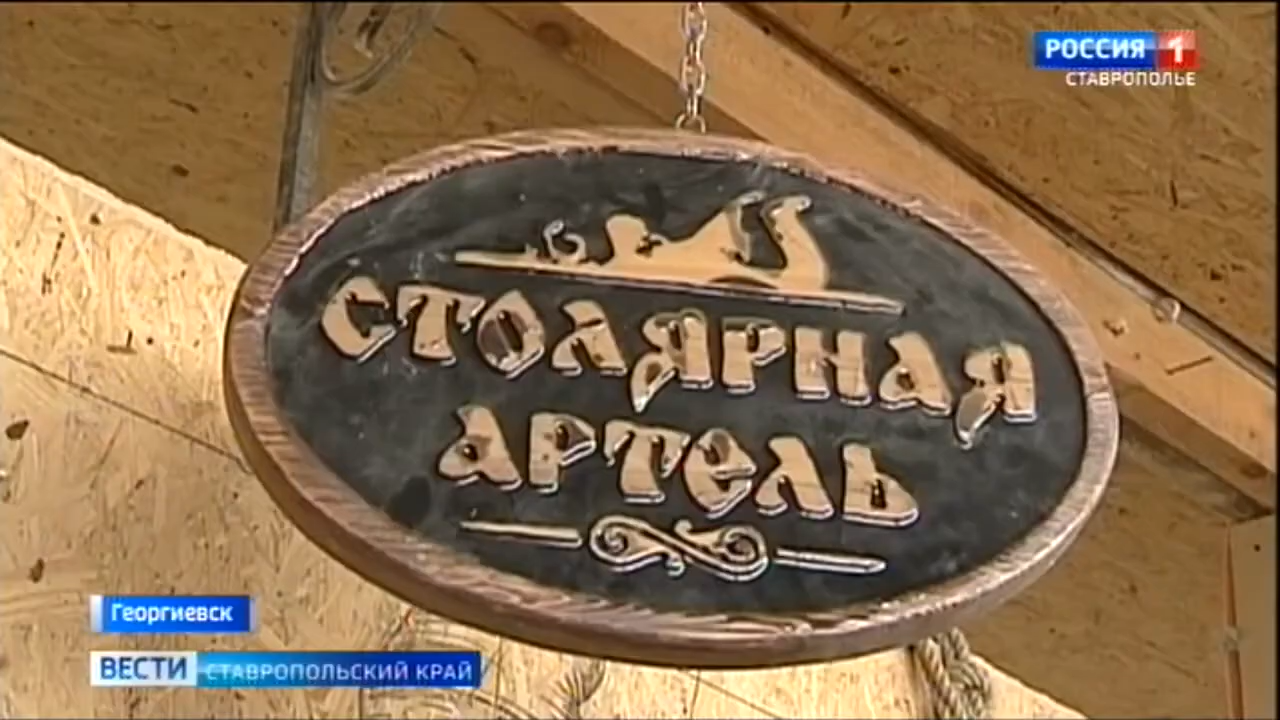 РОССИЯ 1
СТАВРОПОЛЬЕ
СТОЛЯРНАЯ
АРТЕЛЬ
Георгиевск
ВЕСТИ СТАВРОПОЛЬСКИЙ КРАЙ